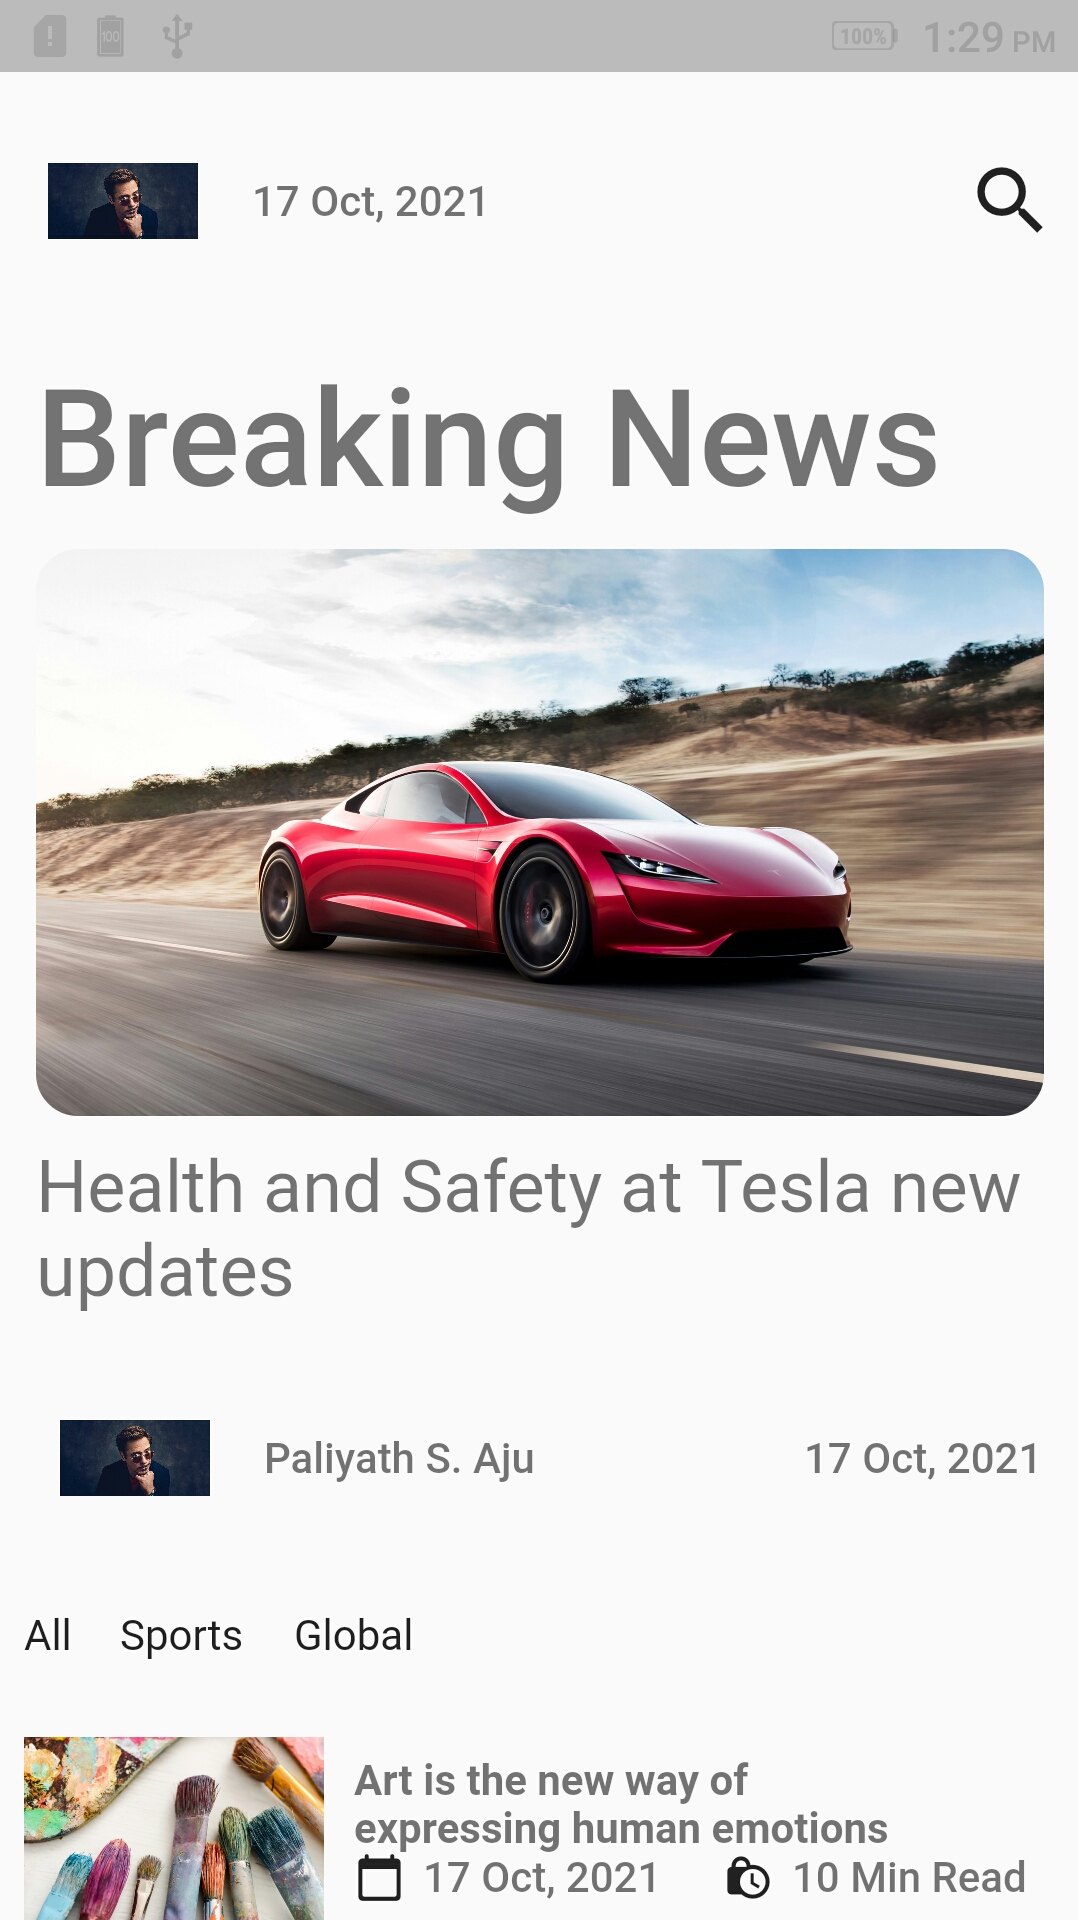 100 100% 1:29 PM
17 Oct, 2021
Breaking News
Health and Safety at Tesla new
updates
Paliyath S. Aju 17 Oct, 2021
All Sports Global
Art is the new way of
expressing human emotions
17 Oct, 2021 10 Min Read